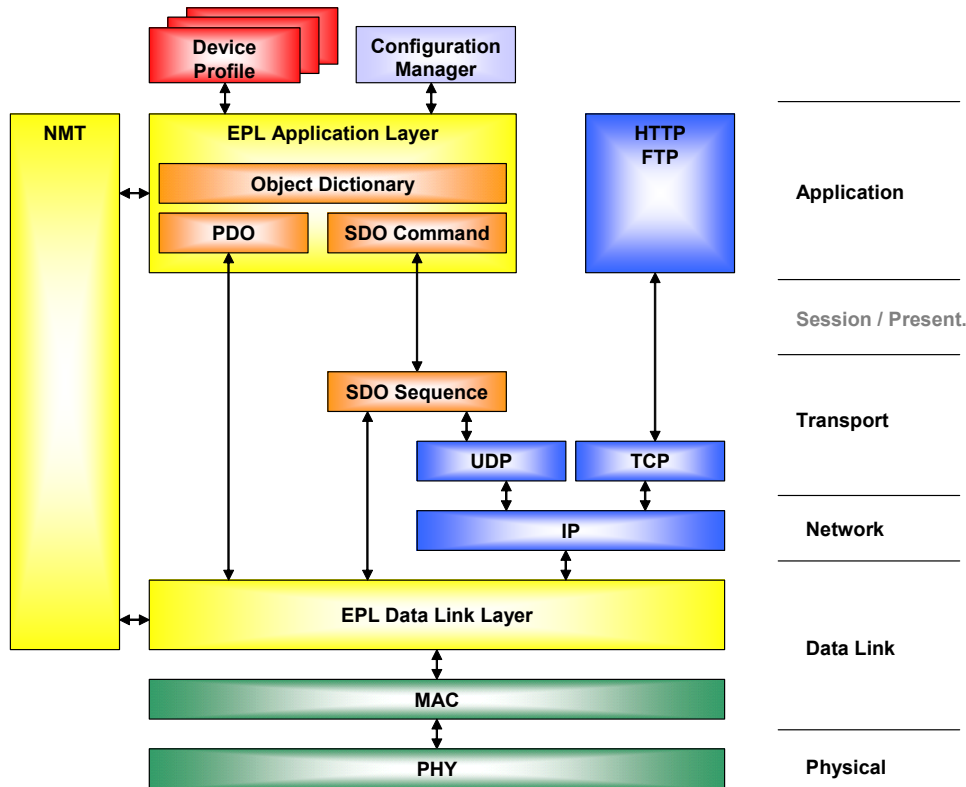 Device
Profile
Configuration
Manager
NMT
EPL Application Layer
HTTP
FTP
Object Dictionary
Application
PDO
SDO Command
Session / Present.
SDO Sequence
Transport
UDP
TCP
IP
Network
EPL Data Link Layer
Data Link
MAC
PHY
Physical